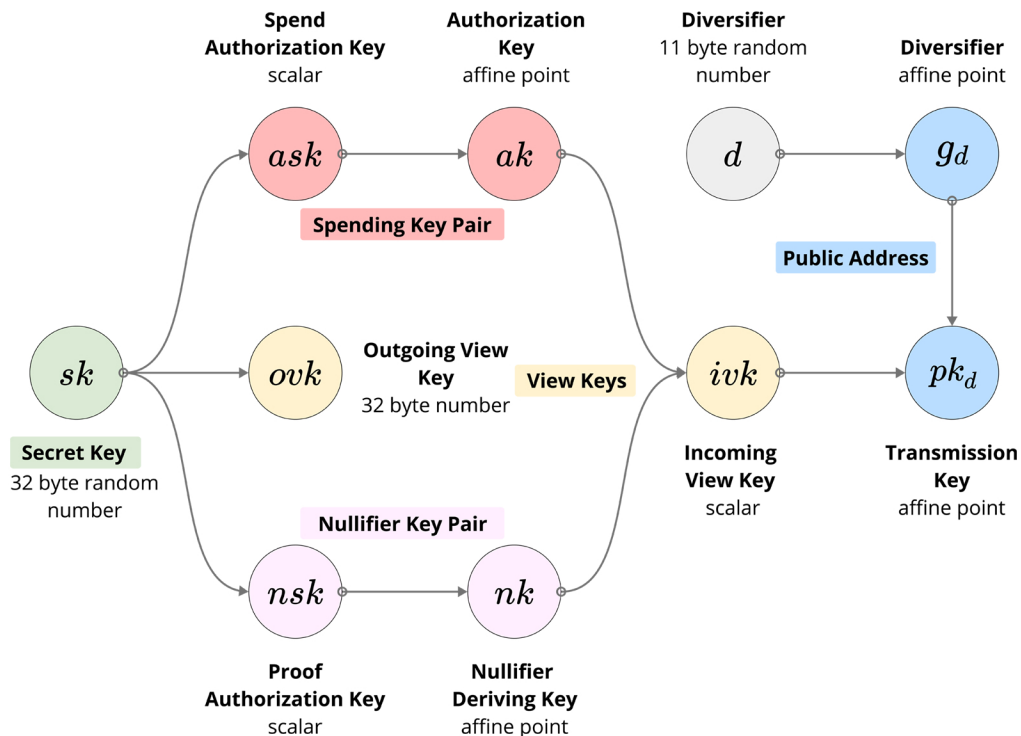 Spend
Authorization Key
scalar
Authorization
Key
affine point
Diversifier
11 byte random
number
Diversifier
affine point
ask
ak
d
g_d
Spending Key Pair
Public Address
sk
ovk
Outgoing View
Key
32 byte number
View Keys
ivk
pk_d
Secret Key
32 byte random
number
Incoming
View Key
scalar
Transmission
Key
affine point
Nullifier Key Pair
nsk
nk
Proof
Authorization Key
scalar
Nullifier
Deriving Key
affine point